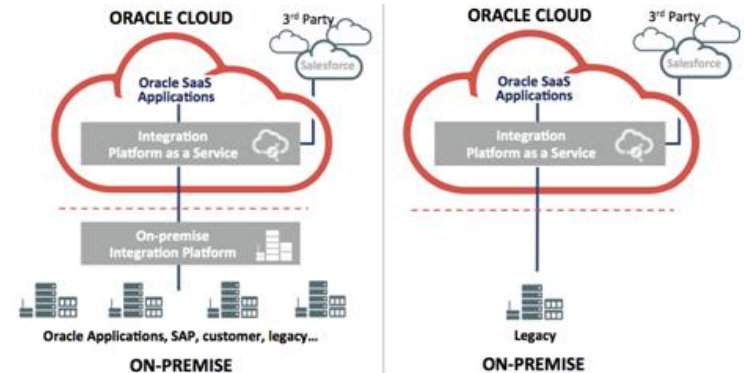 ORACLE CLOUD
3rd Party
Salesforce
Oracle SaaS
Applications
Integration
Platform as a Service
On-premise
Integration Platform
Oracle Applications, SAP, customer, legacy...
ON-PREMISE
ORACLE CLOUD
3rd Party
Salesforce
Oracle SaaS
Applications
Integration
Platform as a Service
Legacy
ON-PREMISE